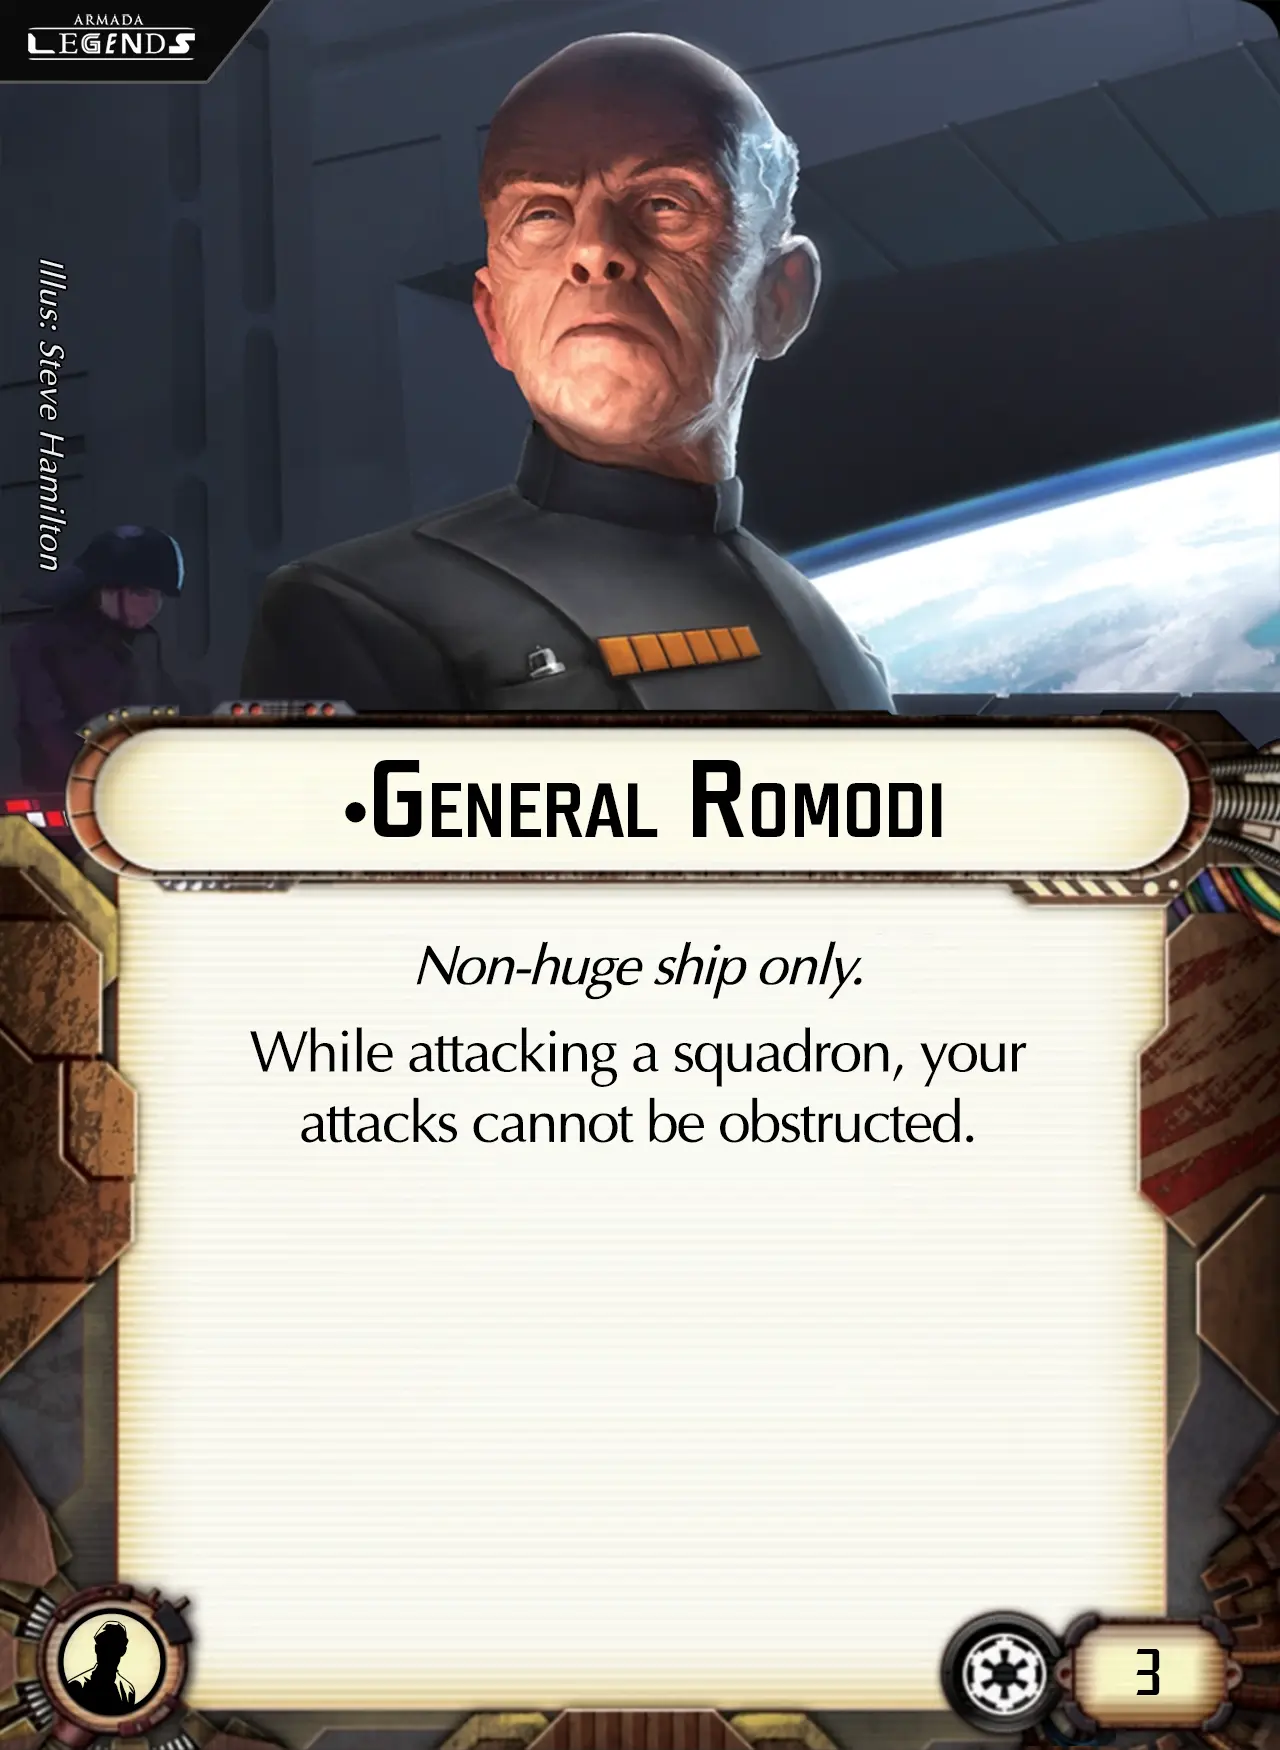 ARMADA
LEGENDS
Illus: Steve Hamilton
•General Romodi
Non-huge ship only.
While attacking a squadron, your
attacks cannot be obstructed.
3